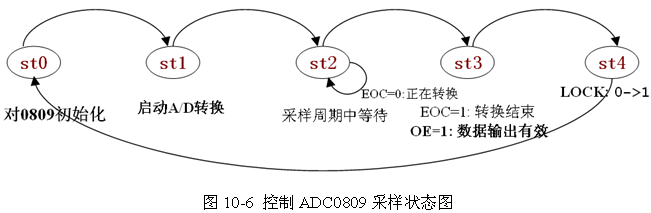 st0
st1
st2
st3
st4
对0809初始化
启动A/D转换
采样周期中等待
EOC=0:正在转换
EOC=1: 转换结束
OE=1: 数据输出有效
LOCK: 0->1
图 10-6 控制 ADC0809 采样状态图